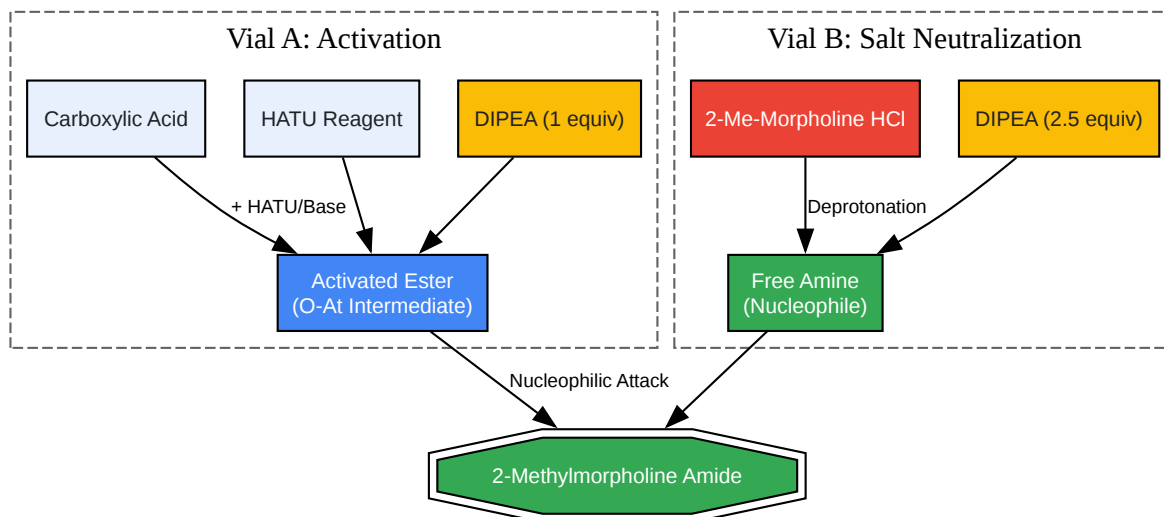 Vial A: Activation
Vial B: Salt Neutralization
Carboxylic Acid
HATU Reagent
DIPEA (1 equiv)
2-Me-Morpholine HCl
DIPEA (2.5 equiv)
+ HATU/Base
Deprotonation
Activated Ester
(O-At Intermediate)
Free Amine
(Nucleophile)
Nucleophilic Attack
2-Methylmorpholine Amide